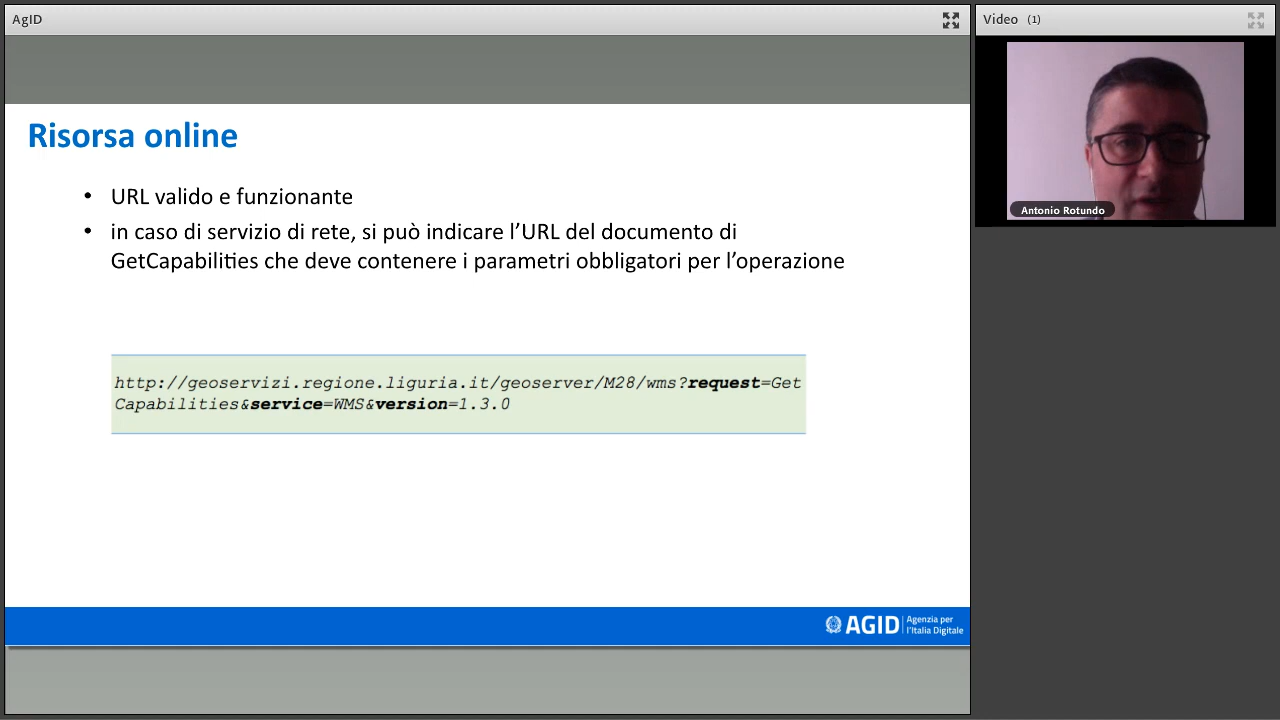 AgID
Video (1)
Risorsa online
• URL valido e funzionante
• in caso di servizio di rete, si può indicare l’URL del documento di
GetCapabilities che deve contenere i parametri obbligatori per l’operazione
http://geoservizi.regione.liguria.it/geoserver/M28/wms?request=Get
Capabilities&service=WMS&version=1.3.0
Antonio Rotundo
AGID
Agenzia per
l’Italia Digitale